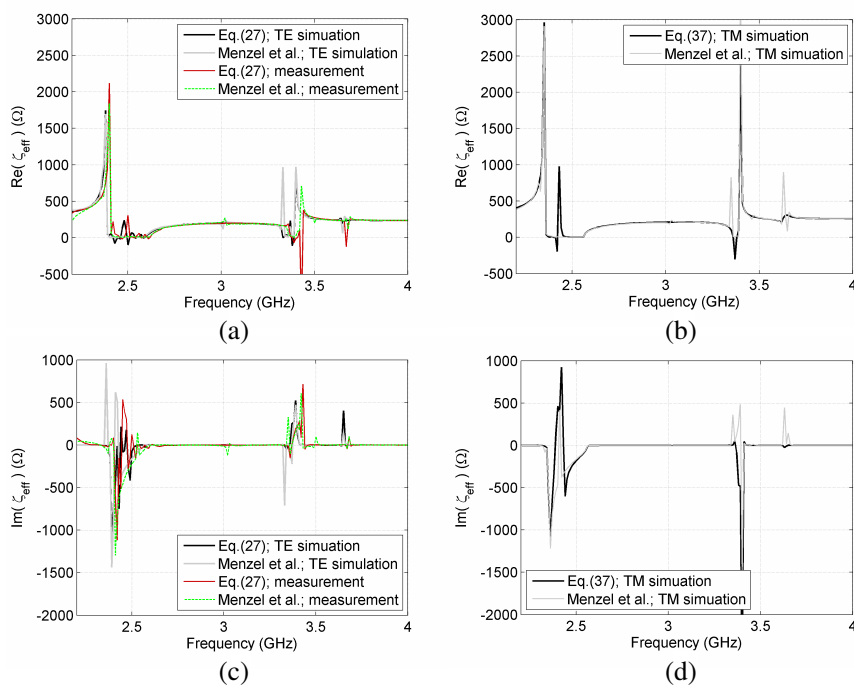 3000
2500
2000
1500
1000
500
0
-500
Re( ζeff ) (Ω)
Eq.(27); TE simuation
Menzel et al.; TE simulation
Eq.(27); measurement
Menzel et al.; measurement
2.5 3 3.5 4
Frequency (GHz)
(a)
3000
2500
2000
1500
1000
500
0
-500
Re( ζeff ) (Ω)
Eq.(37); TM simuation
Menzel et al.; TM simuation
2.5 3 3.5 4
Frequency (GHz)
(b)
1000
500
0
-500
-1000
-1500
-2000
Im( ζeff ) (Ω)
Eq.(27); TE simuation
Menzel et al.; TE simulation
Eq.(27); measurement
Menzel et al.; measurement
2.5 3 3.5 4
Frequency (GHz)
(c)
1000
500
0
-500
-1000
-1500
-2000
Im( ζeff ) (Ω)
Eq.(37); TM simuation
Menzel et al.; TM simuation
2.5 3 3.5 4
Frequency (GHz)
(d)